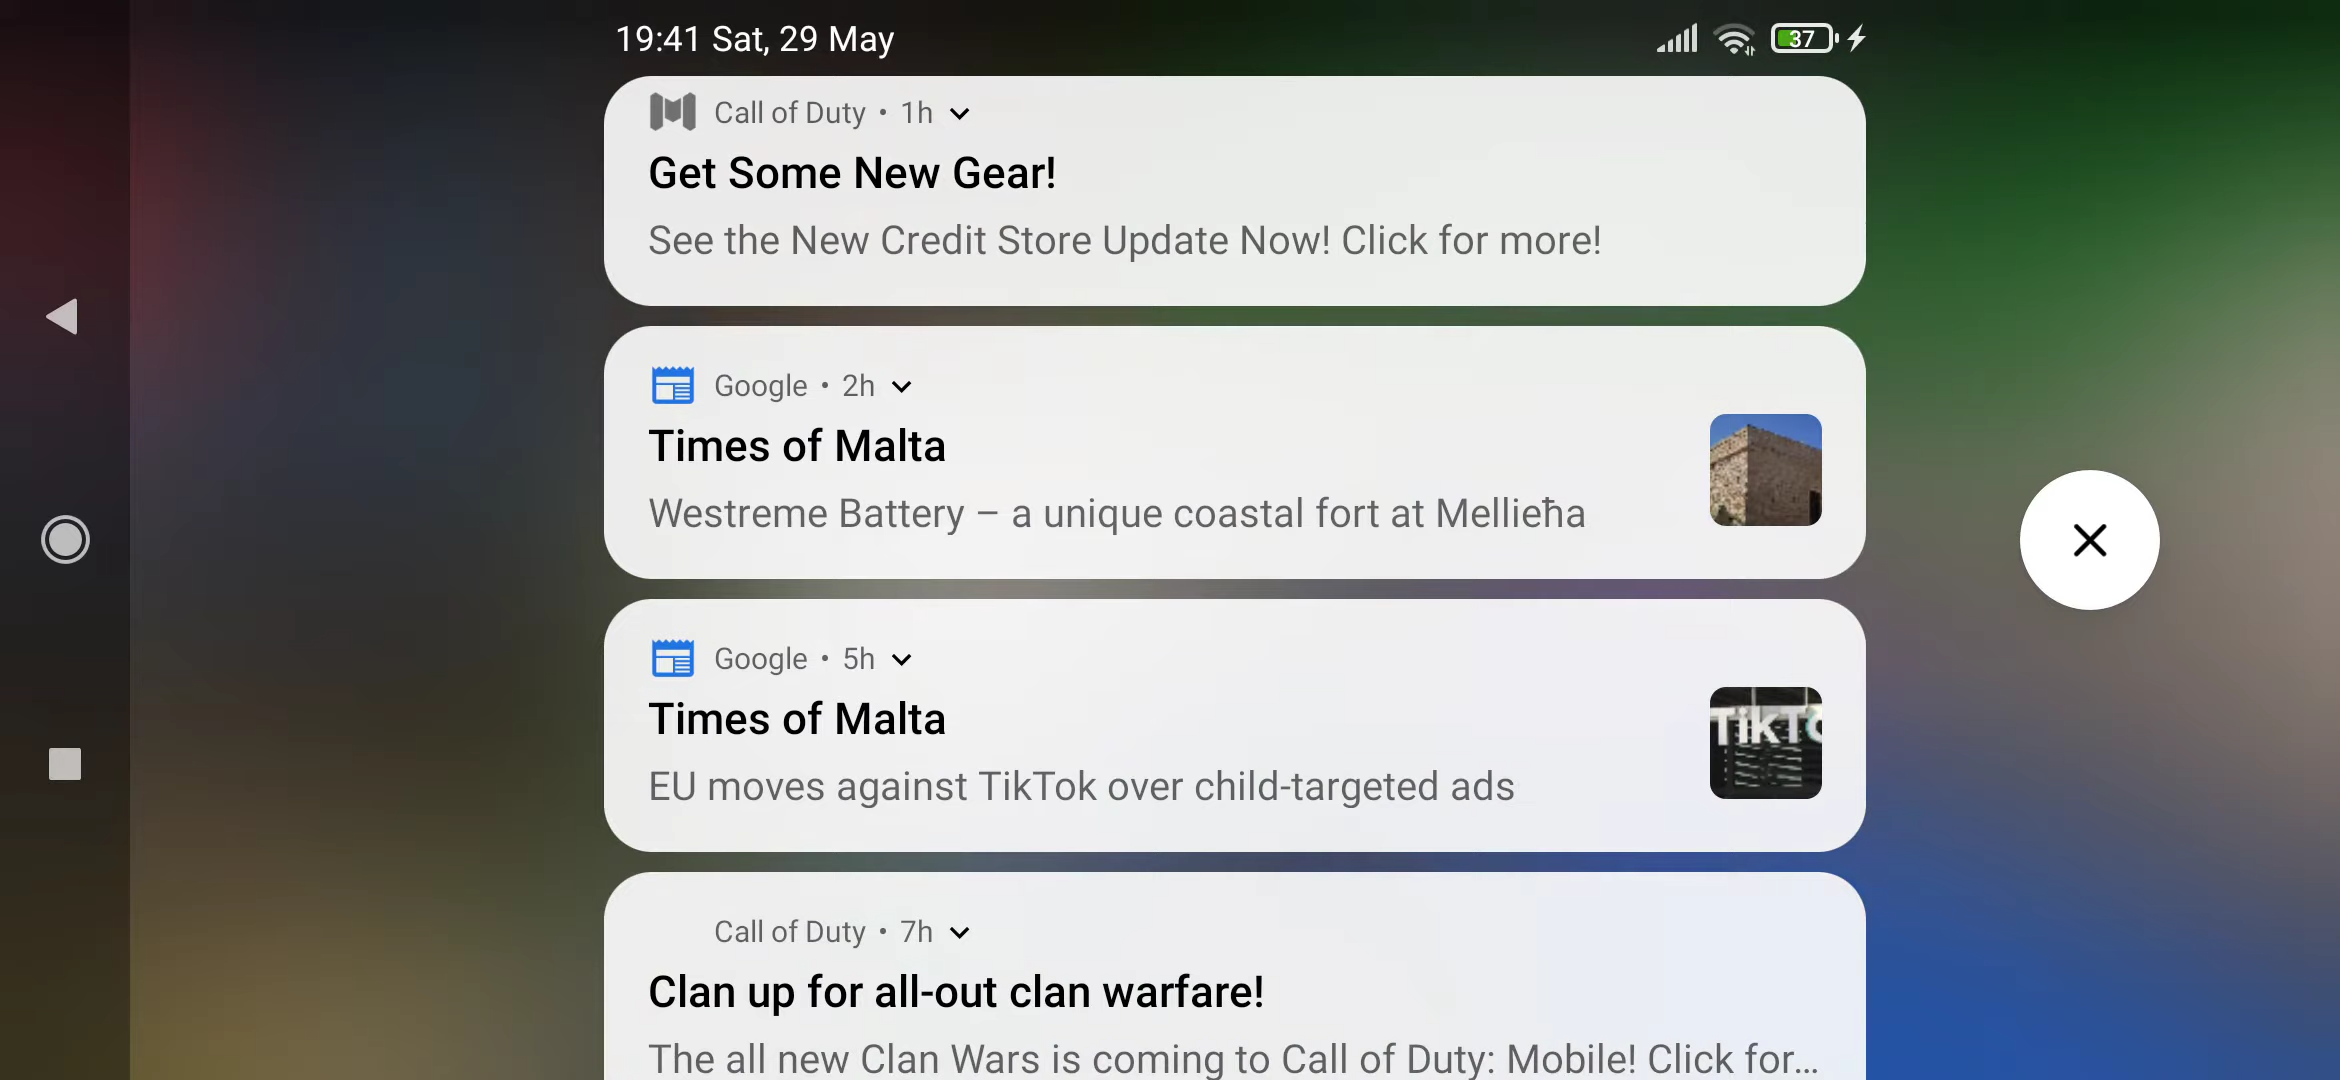 19:41 Sat, 29 May
37
Call of Duty • 1h
Get Some New Gear!
See the New Credit Store Update Now! Click for more!
Google • 2h
Times of Malta
Westreme Battery – a unique coastal fort at Mellieħa
Google • 5h
Times of Malta
TikTo
EU moves against TikTok over child-targeted ads
Call of Duty • 7h
Clan up for all-out clan warfare!
The all new Clan Wars is coming to Call of Duty: Mobile! Click for...